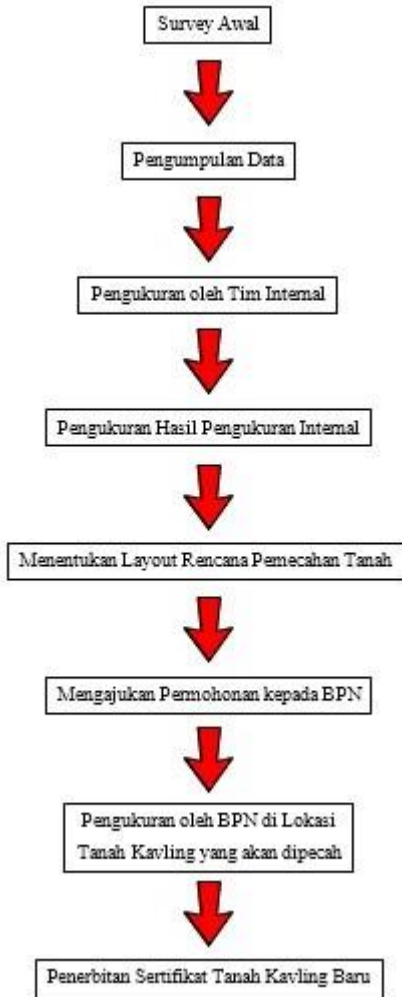 Survey Awal
Pengumpulan Data
Pengukuran oleh Tim Internal
Pengukuran Hasil Pengukuran Internal
Menentukan Layout Rencana Pemecahan Tanah
Mengajukan Permohonan kepada BPN
Pengukuran oleh BPN di Lokasi
Tanah Kavling yang akan dipecah
Penerbitan Sertifikat Tanah Kavling Baru